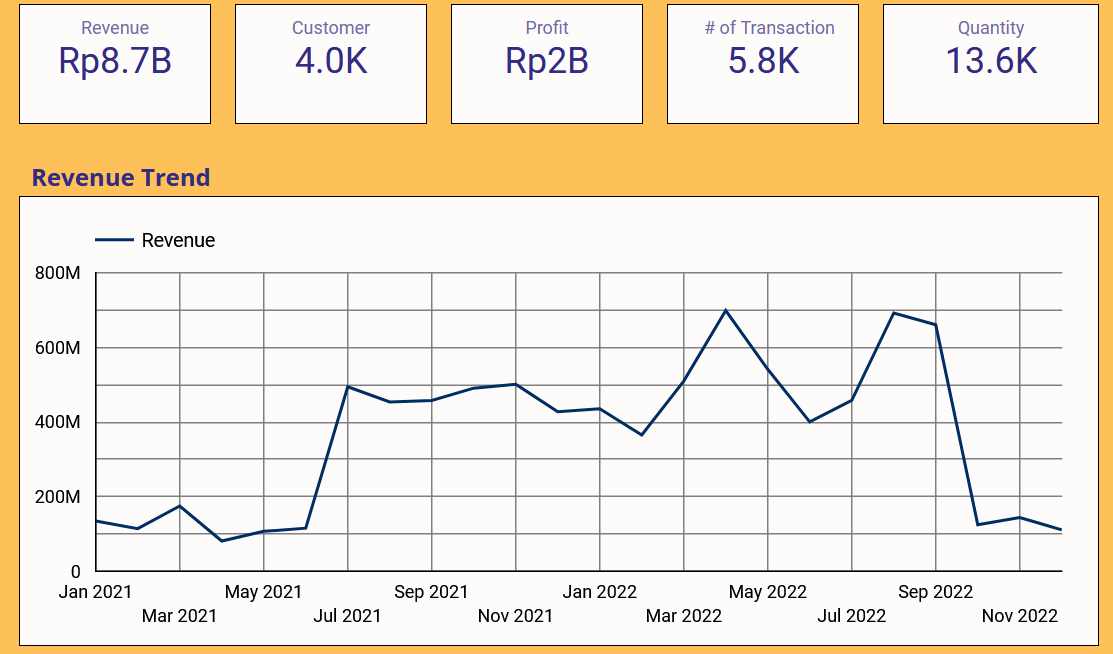 Revenue
Rp8.7B
Customer
4.0K
Profit
Rp2B
# of Transaction
5.8K
Quantity
13.6K
Revenue Trend
Revenue
800M
600M
400M
200M
0
Jan 2021
Mar 2021
May 2021
Jul 2021
Sep 2021
Nov 2021
Jan 2022
Mar 2022
May 2022
Jul 2022
Sep 2022
Nov 2022